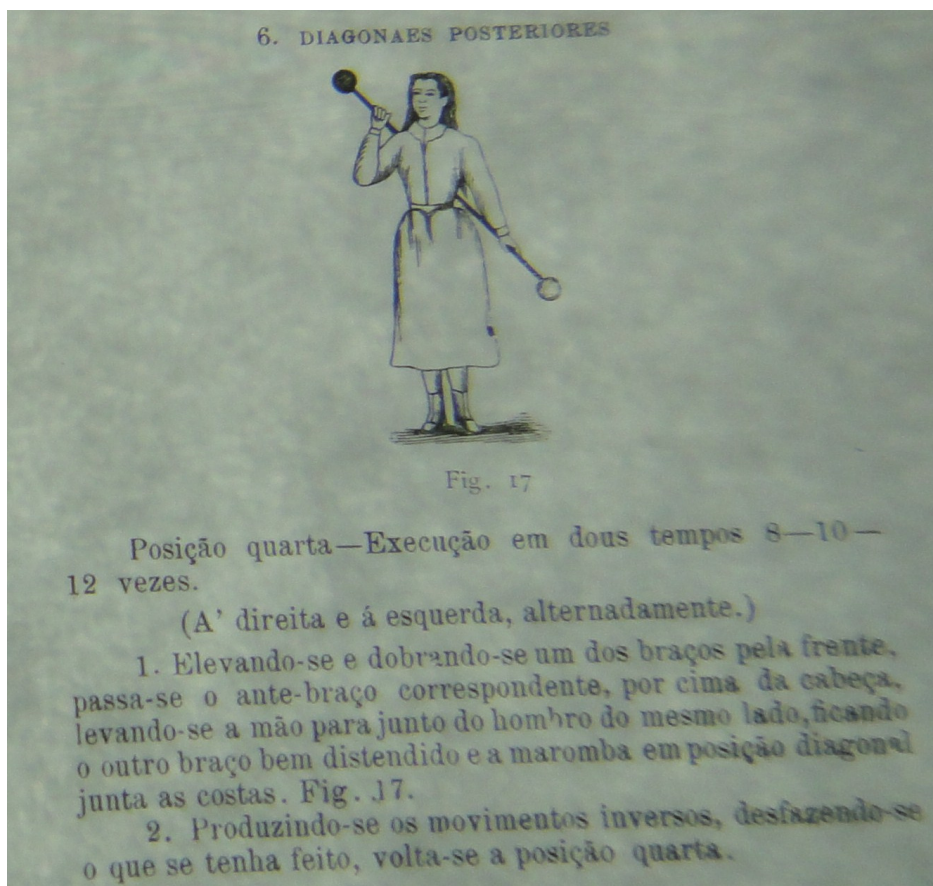 6. DIAGONAES POSTERIORES
Fig. 17
Posição quarta—Execução em dous tempos 8—10—
12 vezes.
(A' direita e á esquerda, alternadamente.)
1. Elevando-se e dobrando-se um dos braços pela frente,
passa-se o ante-braço correspondente, por cima da cabeça,
levando-se a mão para junto do hombro do mesmo lado, ficando
o outro braço bem distendido e a maromba em posição diagonal
junta as costas. Fig. 17.
2. Produzindo-se os movimentos inversos, desfazendo-se
o que se tenha feito, volta-se a posição quarta.